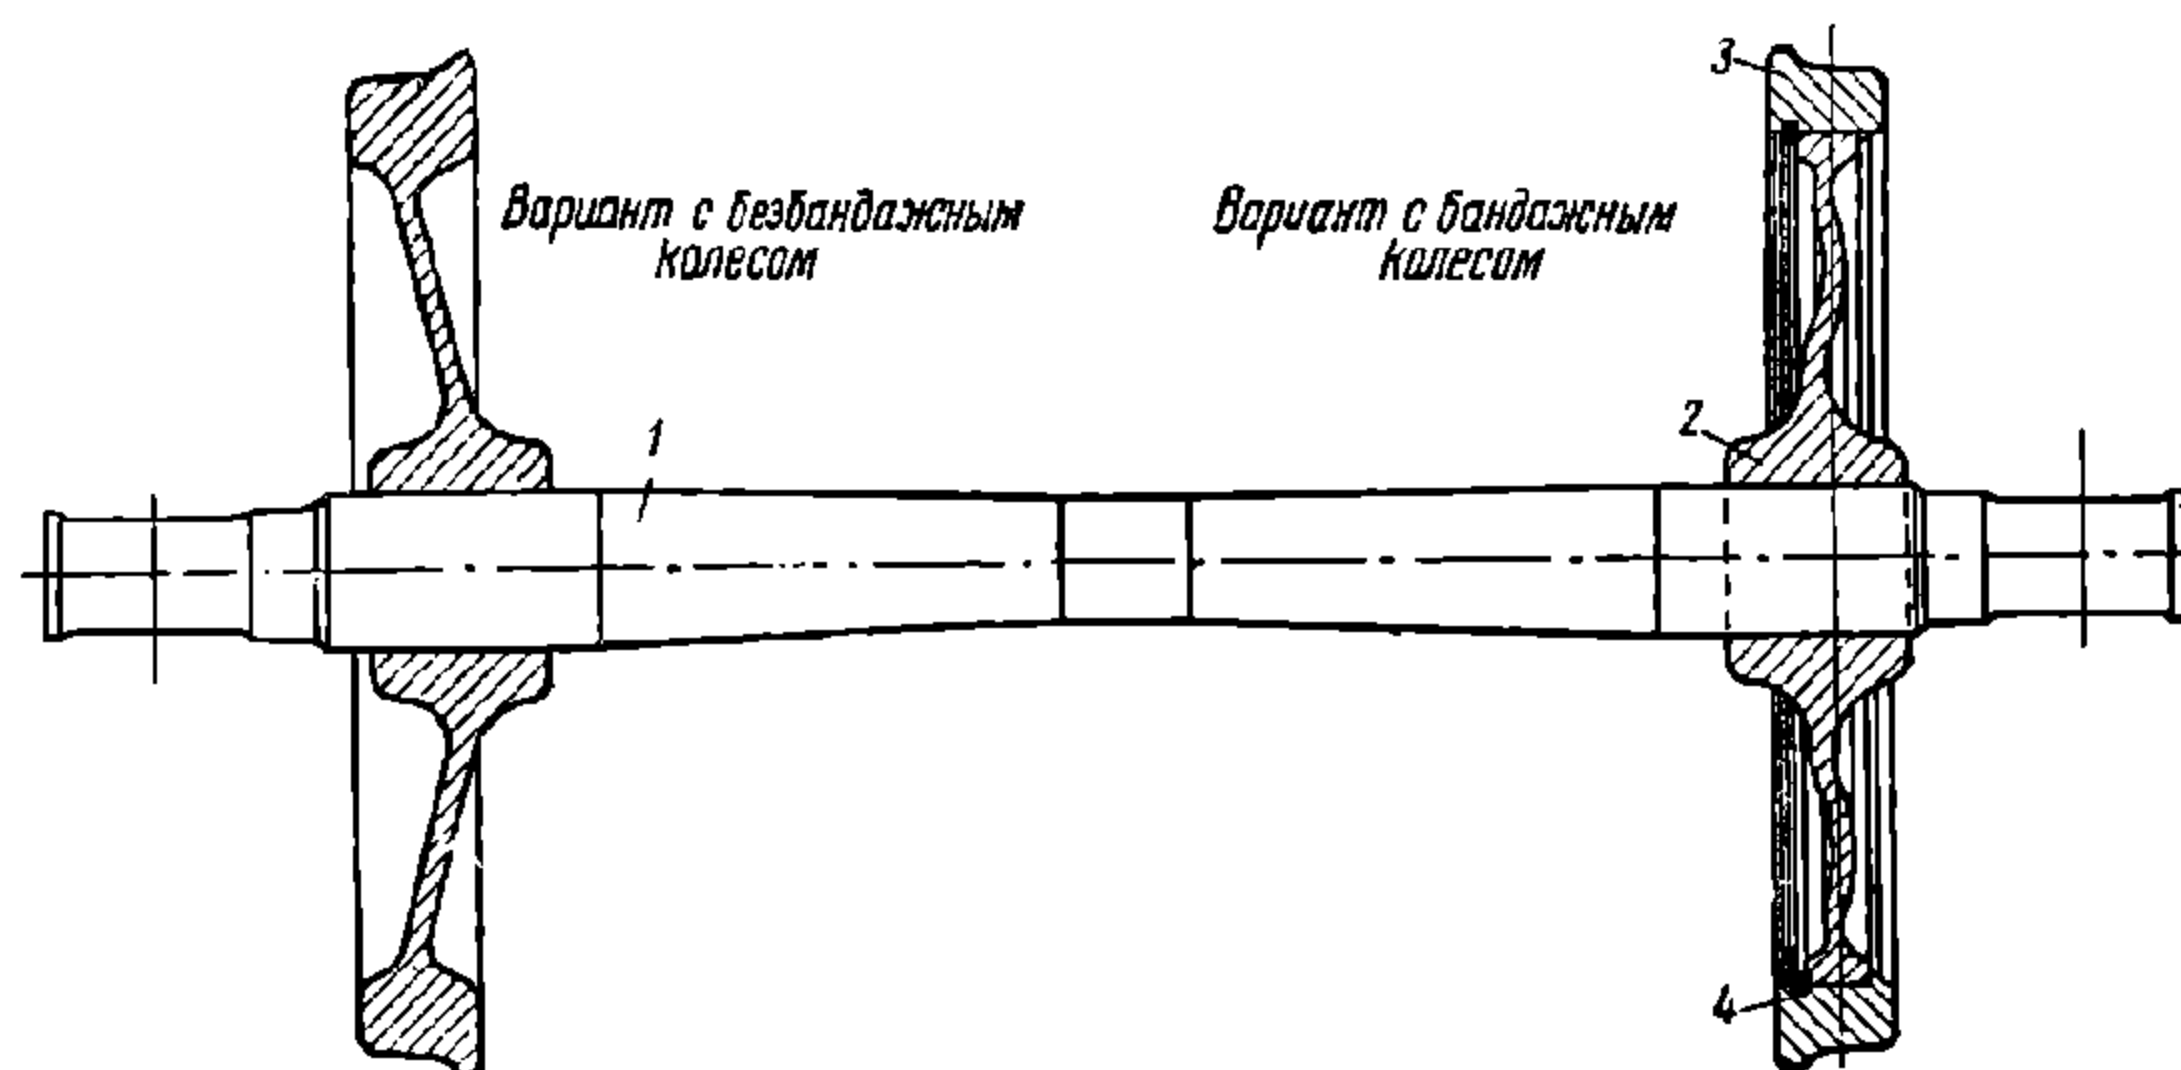 3
Вариант с безбандажным
колесом
Вариант с бандажным
колесом
2
1
4